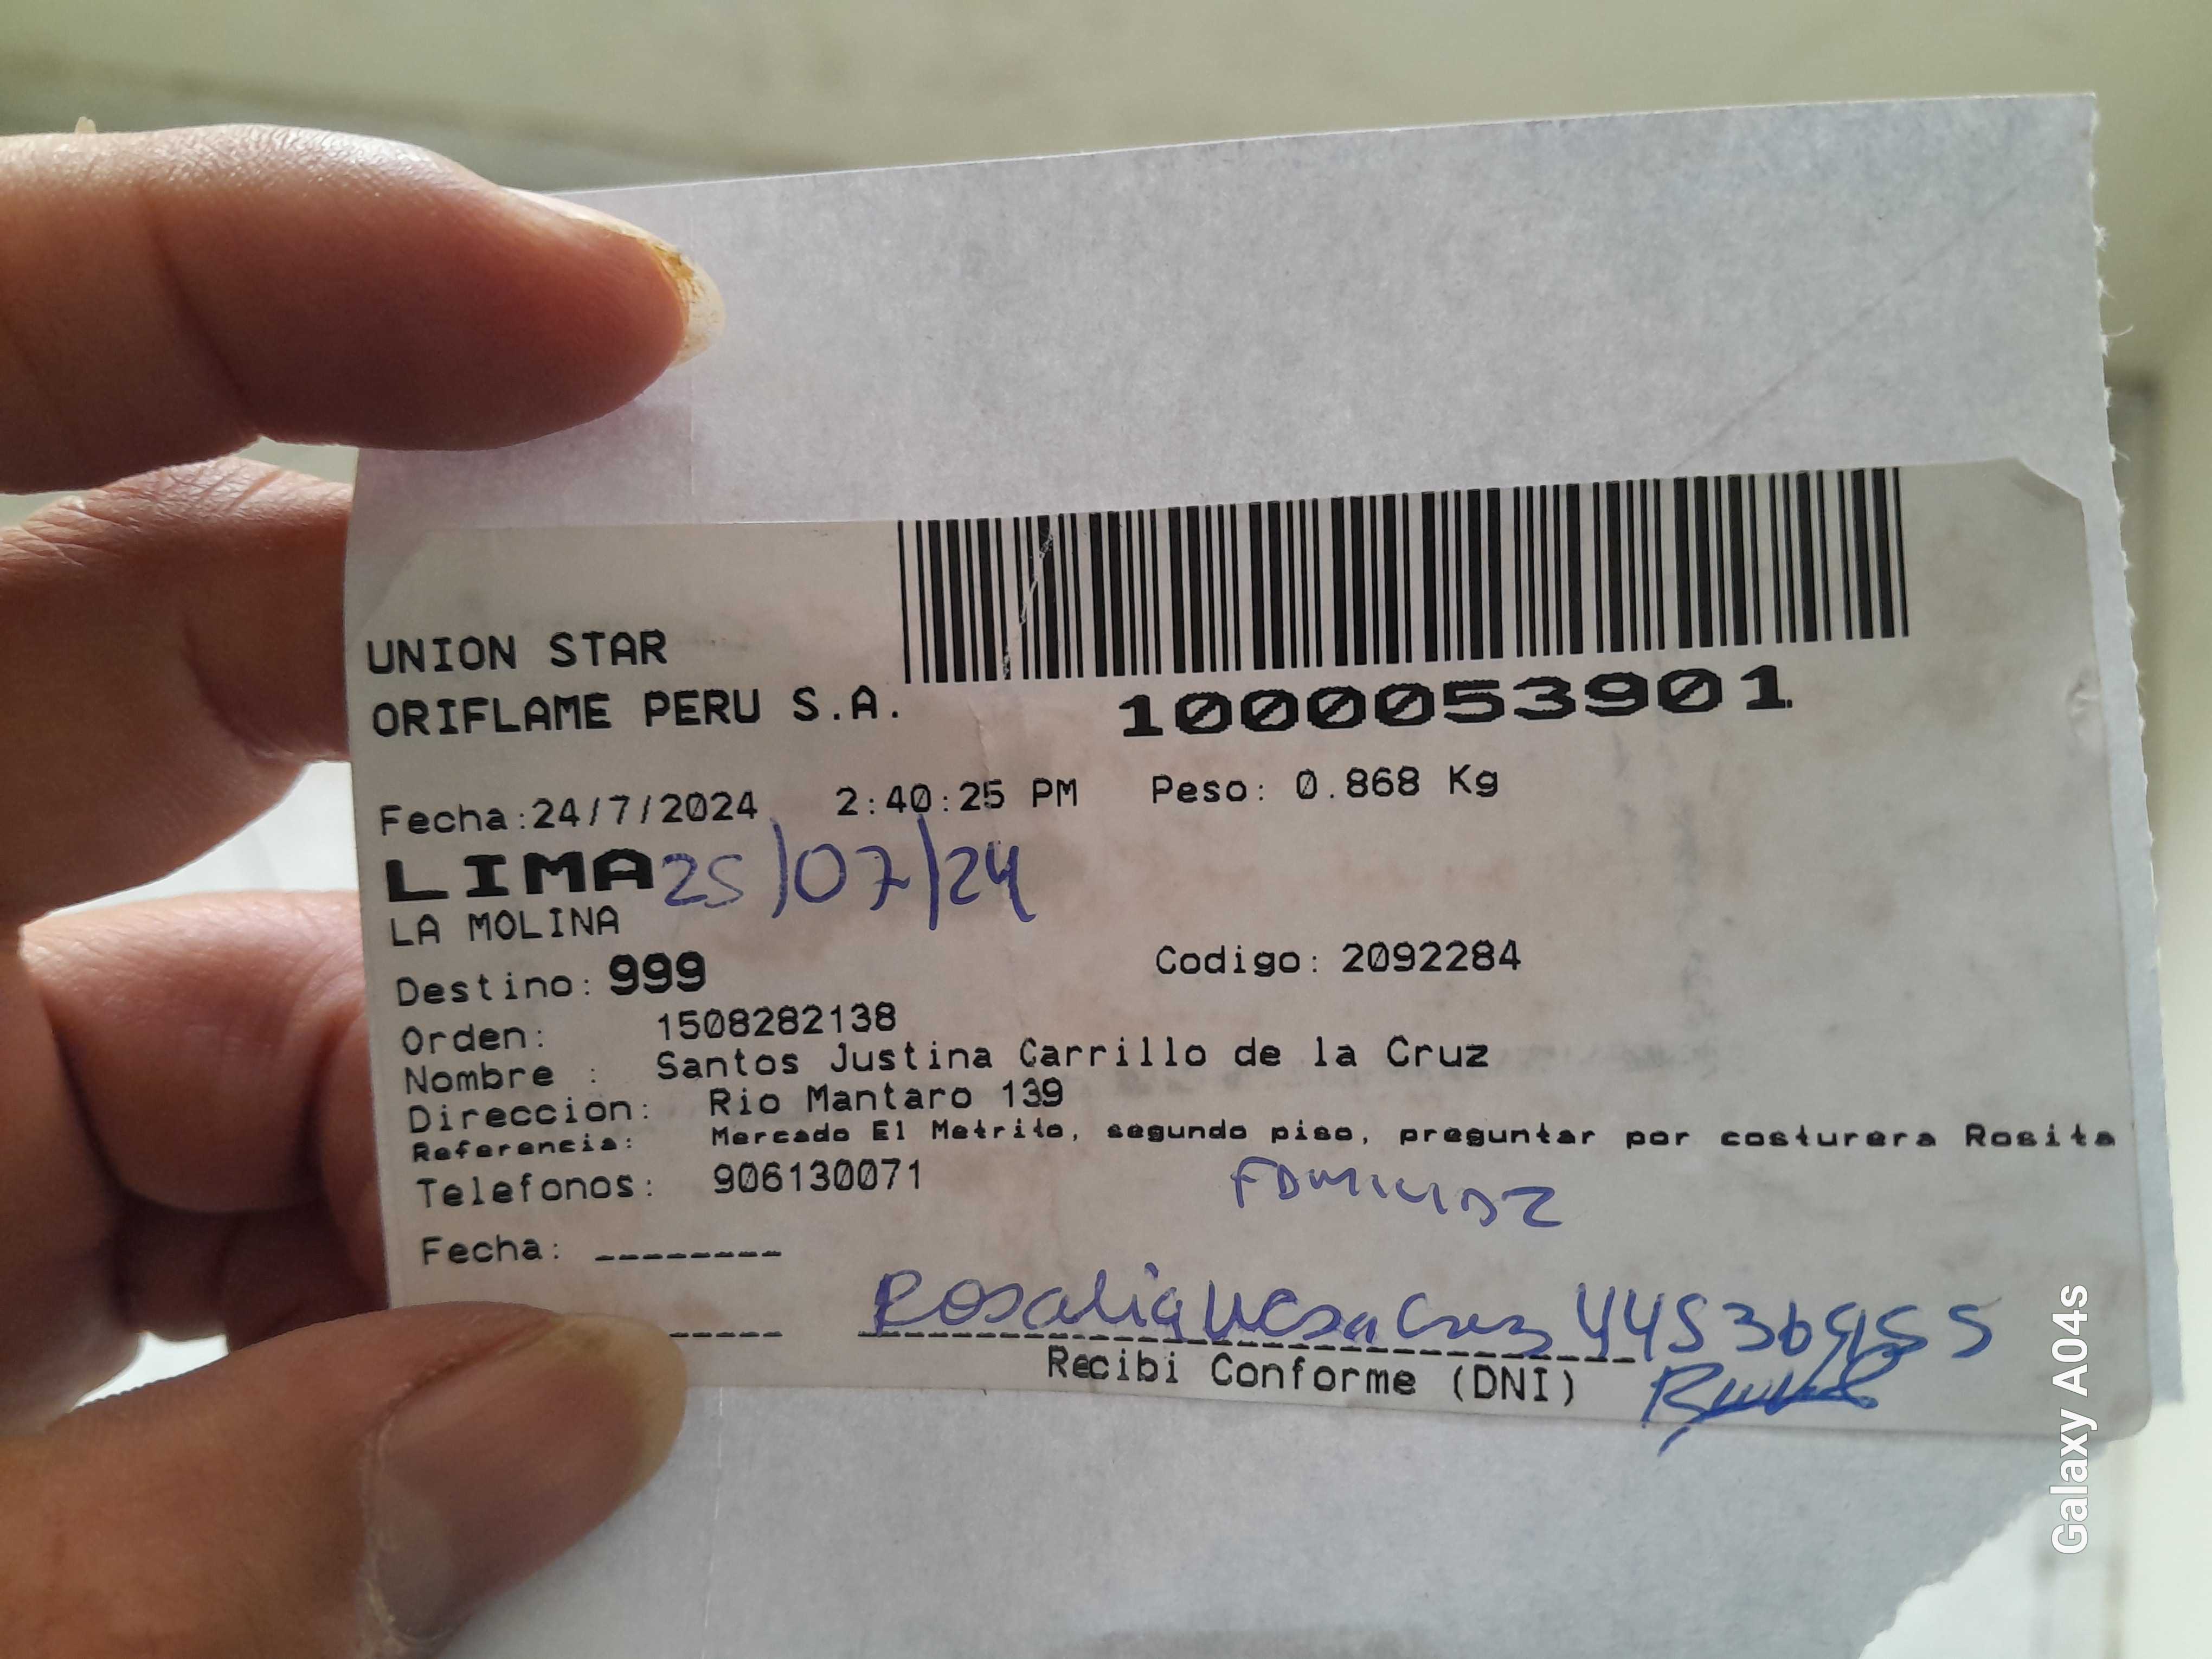 UNION STAR
ORIFLAME PERU S.A.
1000053901
Fecha:24/7/2024 2:40:25 PM Peso: 0.868 Kg
LIMA 25/07/24
LA MOLINA
Destino: 999 Codigo: 2092284
Orden: 1508282138
Nombre : Santos Justina Carrillo de la Cruz
Direccion: Rio Mantaro 139
Referencia: Mercado El Metrito, segundo piso, preguntar por costurera Rosita
Telefonos: 906130071
Fecha: --------
Rosalia Cruz
Recibi Conforme (DNI)
Galaxy A04s